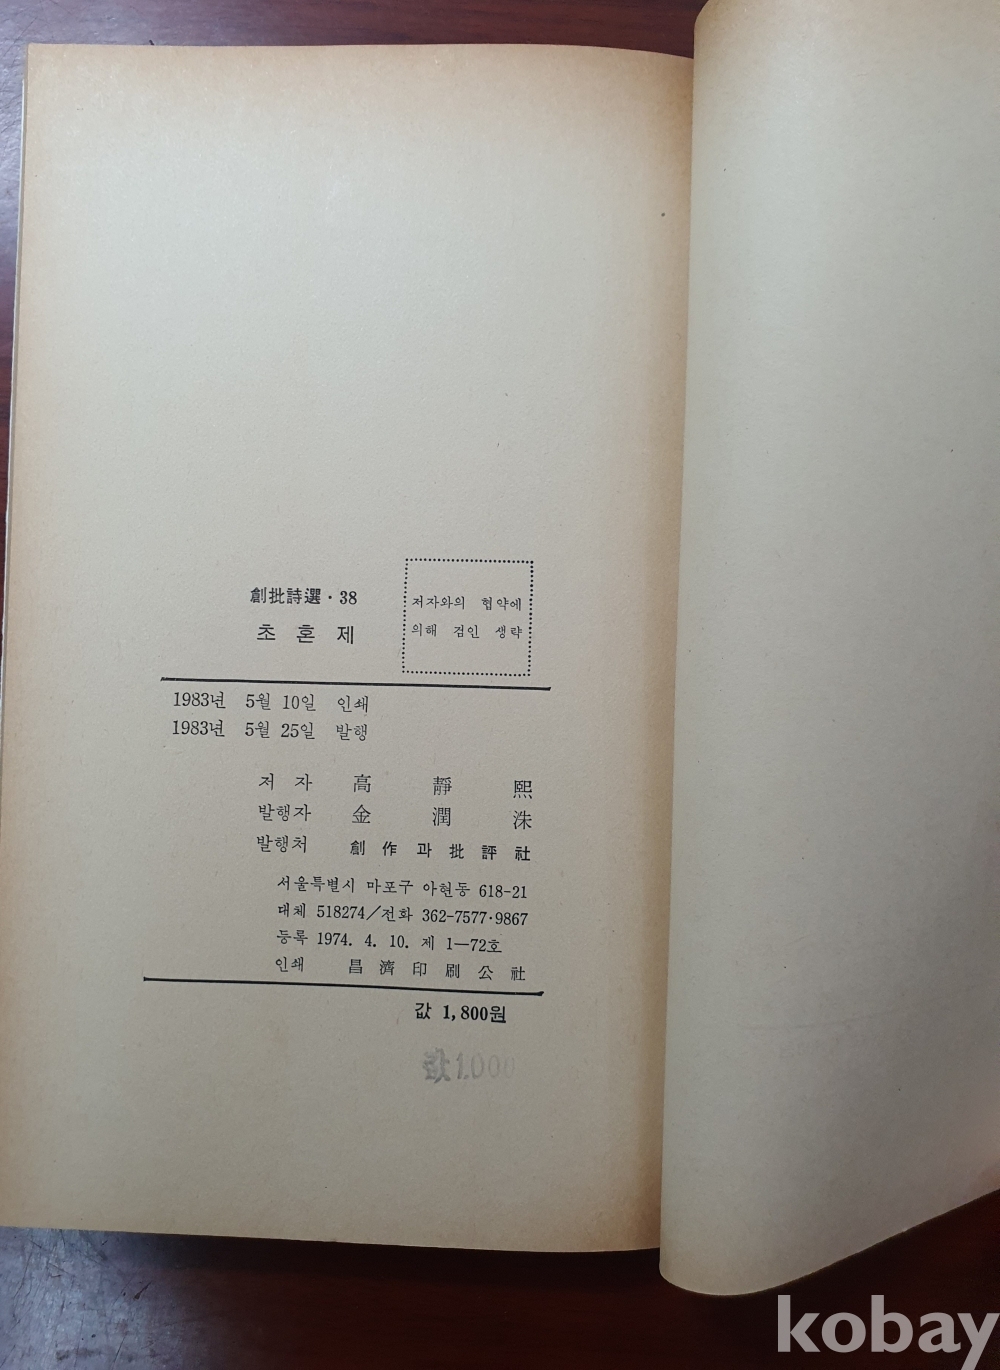 創批詩選·38
초혼제
저자와의 협약에
의해 검인 생략
1983년 5월 10일 인쇄
1983년 5월 25일 발행
저자 高靜熙
발행자 金潤洙
발행처 創作과批評社
서울특별시 마포구 아현동 618-21
대체 518274/전화 362-7577·9867
등록 1974. 4. 10. 제 1—72호
인쇄 昌濟印刷公社
값 1,800원
값1,000
kobay